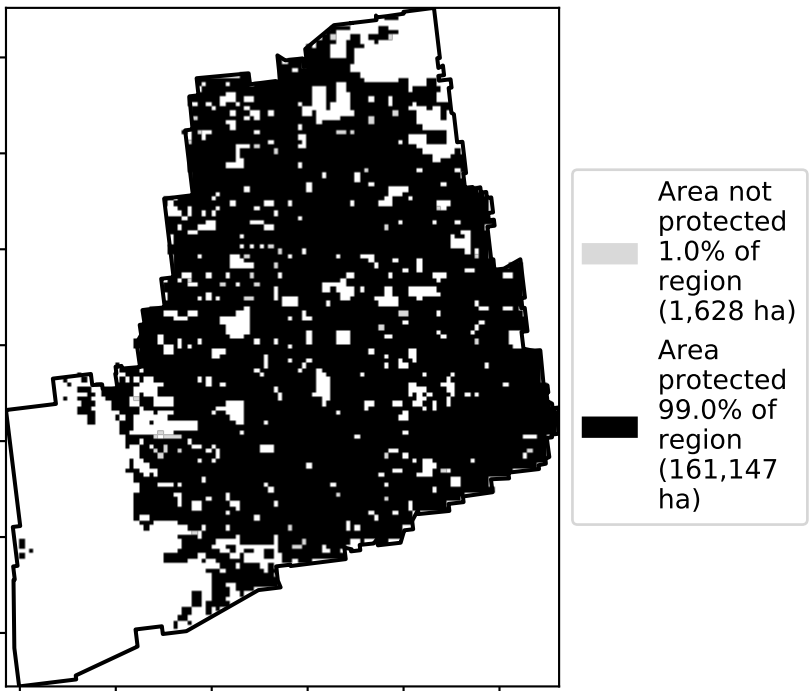 Area not
protected
1.0% of
region
(1,628 ha)
Area
protected
99.0% of
region
(161,147
ha)